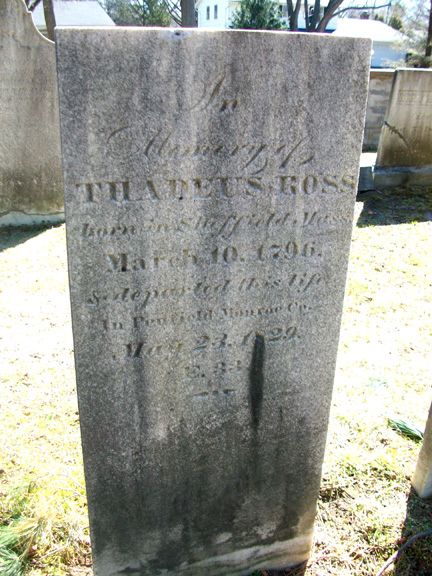 In
Memory of
THADEUS ROSS
born in Sheffield Mass.
March 10. 1796.
& departed this life
In Penfield Monroe Co.
May 23. 1829.
Æ. 33.